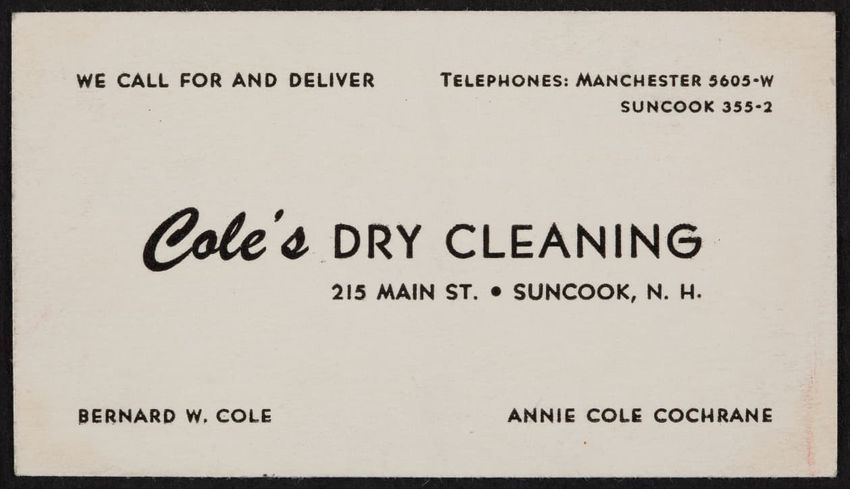 WE CALL FOR AND DELIVER
TELEPHONES: MANCHESTER 5605-W
SUNCOOK 355-2
Cole's DRY CLEANING
215 MAIN ST. • SUNCOOK, N. H.
BERNARD W. COLE
ANNIE COLE COCHRANE